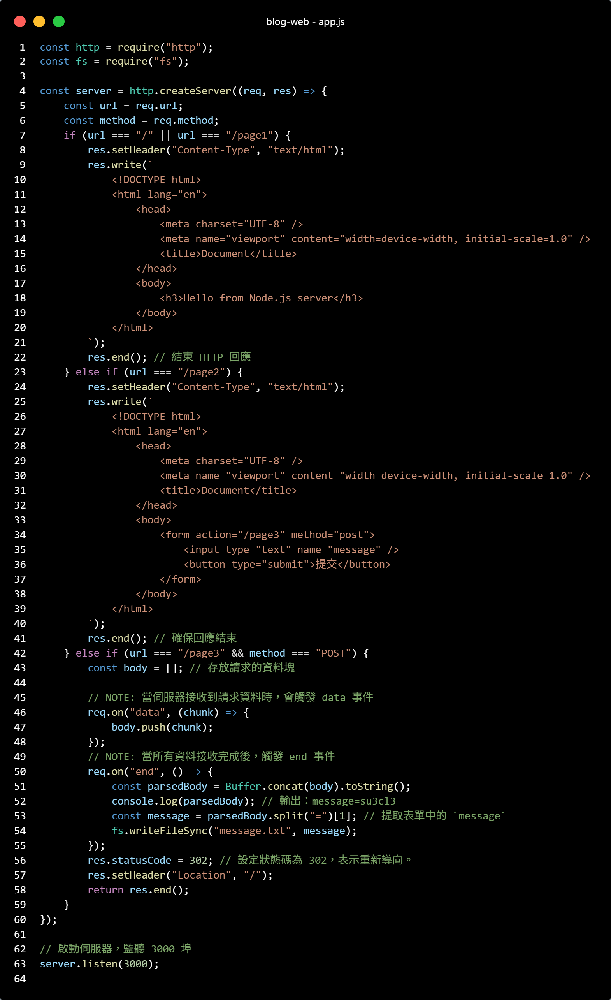 blog-web - app.js
1 const http = require("http");
2 const fs = require("fs");
3
4 const server = http.createServer((req, res) => {
5     const url = req.url;
6     const method = req.method;
7     if (url === "/" || url === "/page1") {
8         res.setHeader("Content-Type", "text/html");
9         res.write(`
10             <!DOCTYPE html>
11             <html lang="en">
12                 <head>
13                     <meta charset="UTF-8" />
14                     <meta name="viewport" content="width=device-width, initial-scale=1.0" />
15                     <title>Document</title>
16                 </head>
17                 <body>
18                     <h3>Hello from Node.js server</h3>
19                 </body>
20             </html>
21         `);
22         res.end(); // 結束 HTTP 回應
23     } else if (url === "/page2") {
24         res.setHeader("Content-Type", "text/html");
25         res.write(`
26             <!DOCTYPE html>
27             <html lang="en">
28                 <head>
29                     <meta charset="UTF-8" />
30                     <meta name="viewport" content="width=device-width, initial-scale=1.0" />
31                     <title>Document</title>
32                 </head>
33                 <body>
34                     <form action="/page3" method="post">
35                         <input type="text" name="message" />
36                         <button type="submit">提交</button>
37                     </form>
38                 </body>
39             </html>
40         `);
41         res.end(); // 確保回應結束
42     } else if (url === "/page3" && method === "POST") {
43         const body = []; // 存放請求的資料塊
44
45         // NOTE: 當伺服器接收到請求資料時，會觸發 data 事件
46         req.on("data", (chunk) => {
47             body.push(chunk);
48         });
49         // NOTE: 當所有資料接收完成後，觸發 end 事件
50         req.on("end", () => {
51             const parsedBody = Buffer.concat(body).toString();
52             console.log(parsedBody); // 輸出：message=su3cl3
53             const message = parsedBody.split("=")[1]; // 提取表單中的 `message`
54             fs.writeFileSync("message.txt", message);
55         });
56         res.statusCode = 302; // 設定狀態碼為 302，表示重新導向。
57         res.setHeader("Location", "/");
58         return res.end();
59     }
60 });
61
62 // 啟動伺服器，監聽 3000 埠
63 server.listen(3000);
64